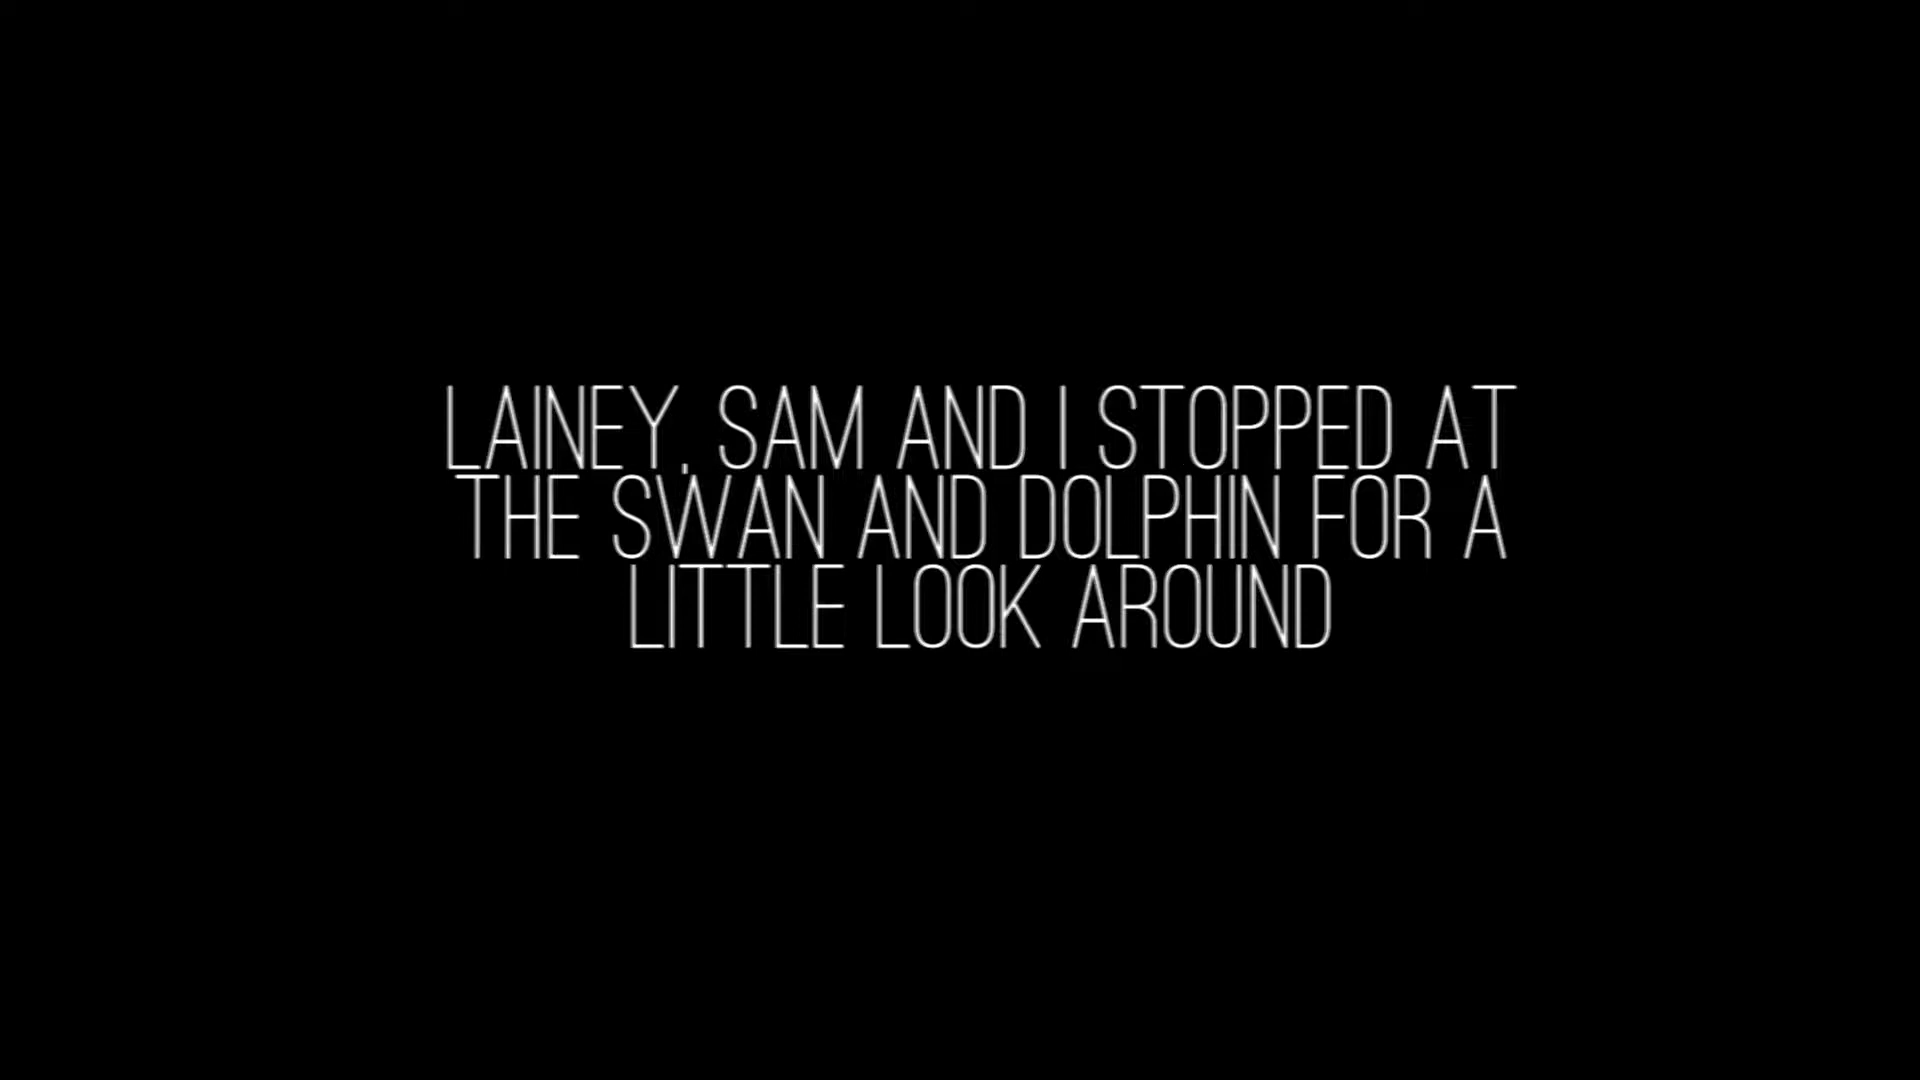 LAINEY, SAM AND I STOPPED AT
THE SWAN AND DOLPHIN FOR A
LITTLE LOOK AROUND